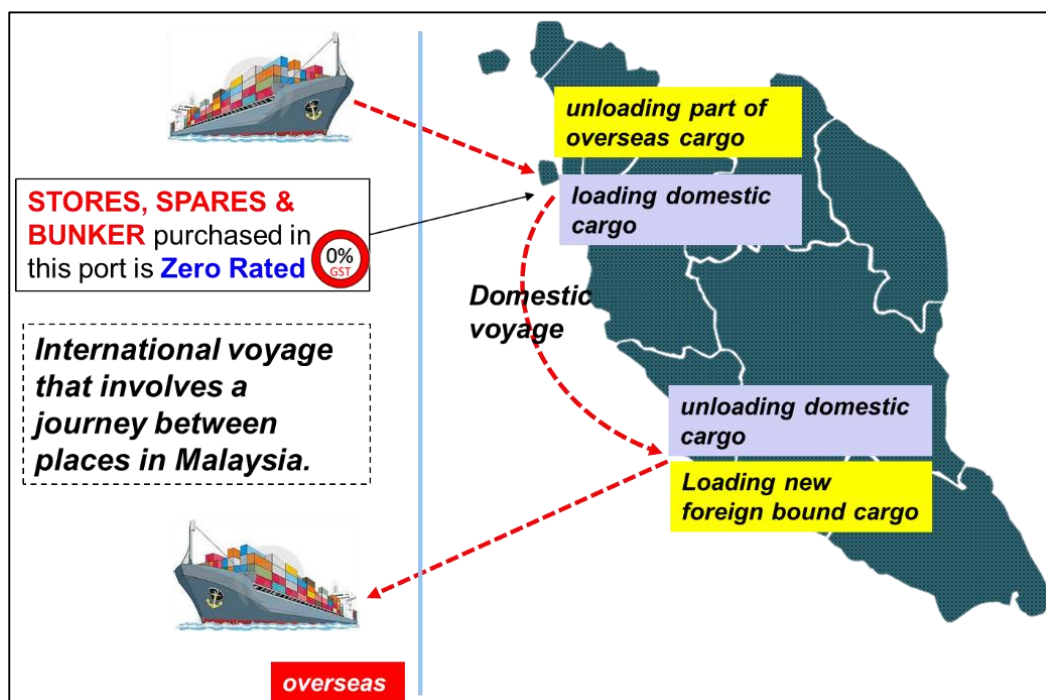 unloading part of
overseas cargo
loading domestic
cargo
STORES, SPARES &
BUNKER purchased in
this port is Zero Rated
0%
GST
Domestic
voyage
International voyage
that involves a
journey between
places in Malaysia.
unloading domestic
cargo
Loading new
foreign bound cargo
overseas